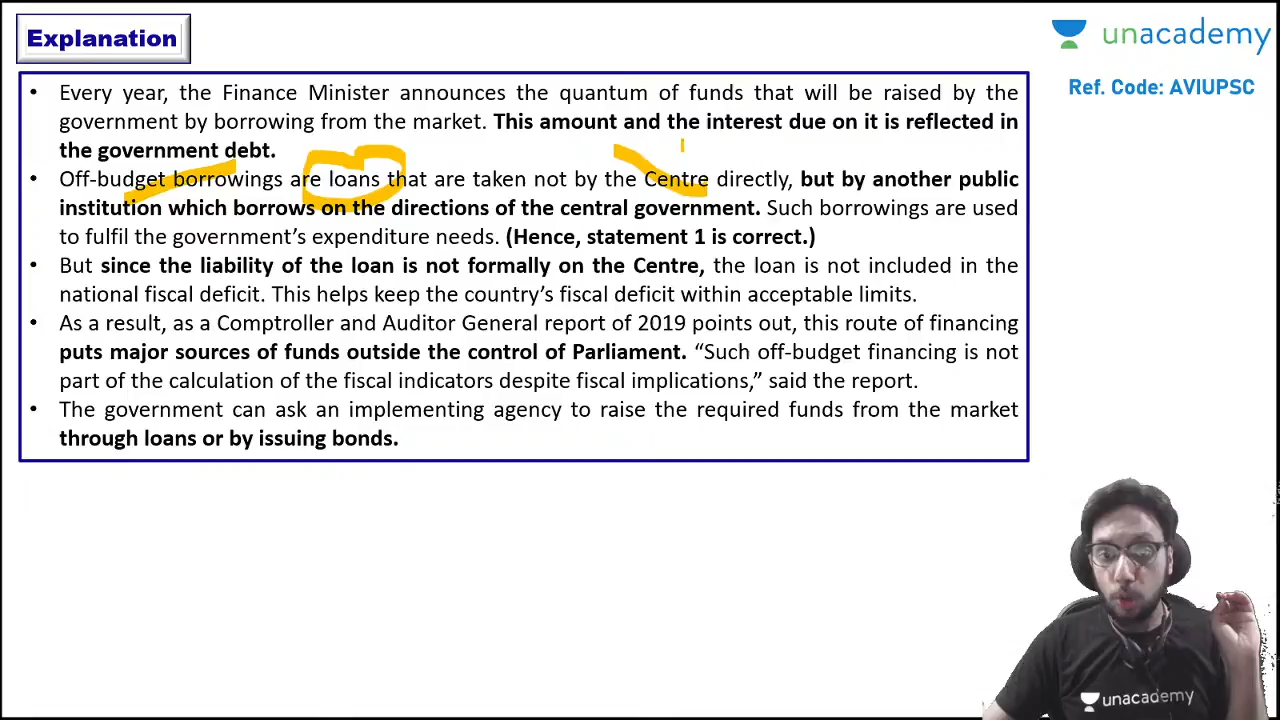 Explanation
unacademy
Ref. Code: AVIUPSC
• Every year, the Finance Minister announces the quantum of funds that will be raised by the
government by borrowing from the market. This amount and the interest due on it is reflected in
the government debt.
• Off-budget borrowings are loans that are taken not by the Centre directly, but by another public
institution which borrows on the directions of the central government. Such borrowings are used
to fulfil the government’s expenditure needs. (Hence, statement 1 is correct.)
• But since the liability of the loan is not formally on the Centre, the loan is not included in the
national fiscal deficit. This helps keep the country’s fiscal deficit within acceptable limits.
• As a result, as a Comptroller and Auditor General report of 2019 points out, this route of financing
puts major sources of funds outside the control of Parliament. “Such off-budget financing is not
part of the calculation of the fiscal indicators despite fiscal implications,” said the report.
• The government can ask an implementing agency to raise the required funds from the market
through loans or by issuing bonds.
unacademy